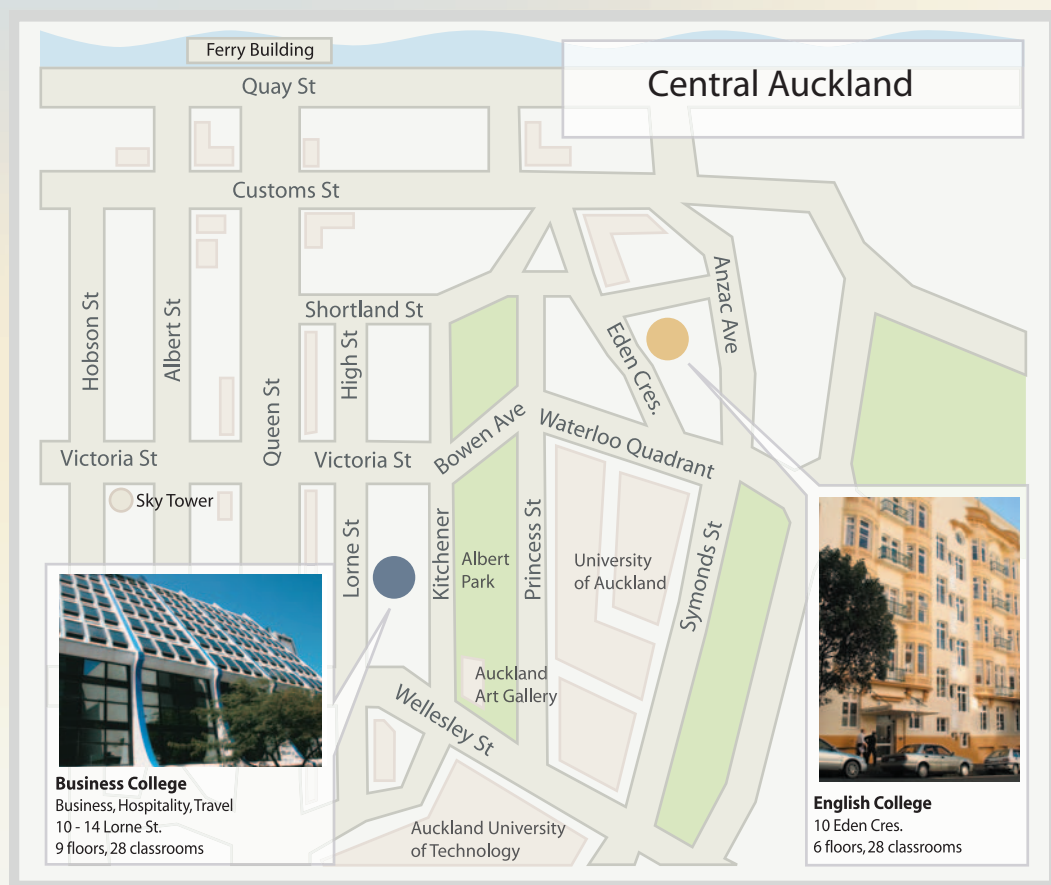 Ferry Building
Central Auckland
Quay St
Customs St
Hobson St
Albert St
Queen St
Shortland St
High St
Eden Cres.
Anzac Ave
Victoria St
Victoria St
Bowen Ave
Waterloo Quadrant
Sky Tower
Lorne St
Kitchener
Albert
Park
Princess St
University
of Auckland
Symonds St
Auckland
Art Gallery
Wellesley St
Auckland University
of Technology
Business College
Business, Hospitality, Travel
10 - 14 Lorne St.
9 floors, 28 classrooms
English College
10 Eden Cres.
6 floors, 28 classrooms